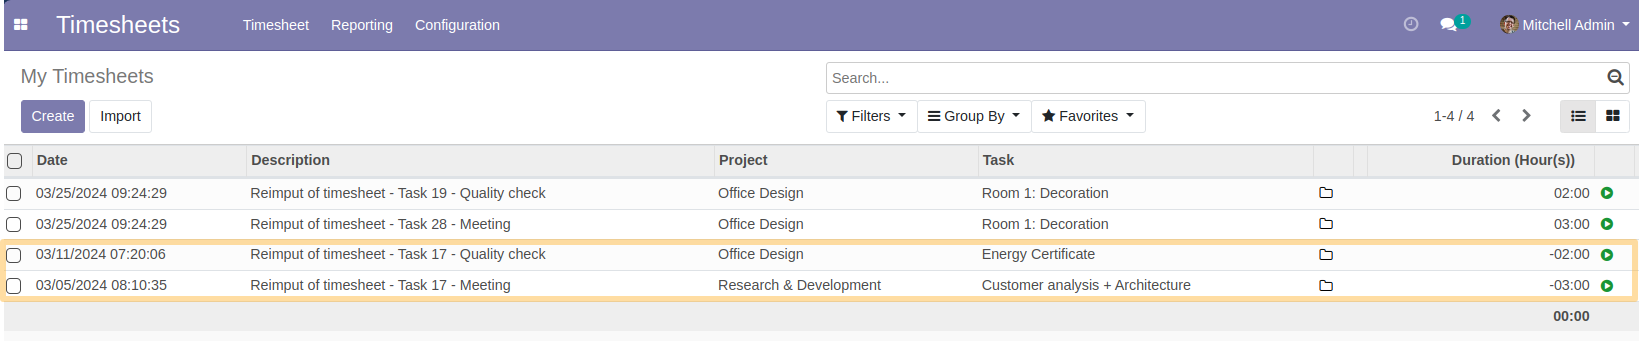 Timesheets Timesheet Reporting Configuration 1 Mitchell Admin
My Timesheets Search...
Create Import Filters Group By Favorites 1-4 / 4
Date Description Project Task Duration (Hour(s))
03/25/2024 09:24:29 Reimput of timesheet - Task 19 - Quality check Office Design Room 1: Decoration 02:00
03/25/2024 09:24:29 Reimput of timesheet - Task 28 - Meeting Office Design Room 1: Decoration 03:00
03/11/2024 07:20:06 Reimput of timesheet - Task 17 - Quality check Office Design Energy Certificate -02:00
03/05/2024 08:10:35 Reimput of timesheet - Task 17 - Meeting Research & Development Customer analysis + Architecture -03:00
00:00